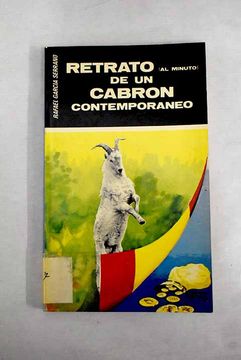 RAFAEL GARCIA SERRANO
RETRATO (AL MINUTO)
DE UN
CABRON
CONTEMPORANEO